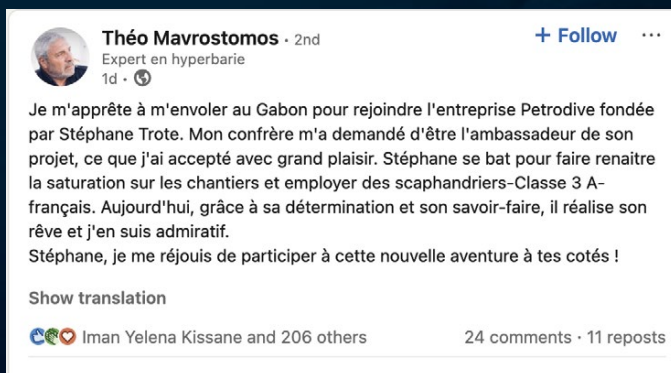 Théo Mavrostomos · 2nd
+ Follow ...
Expert en hyperbarie
1d ·
Je m'apprête à m'envoler au Gabon pour rejoindre l'entreprise Petrodive fondée
par Stéphane Trote. Mon confrère m'a demandé d'être l'ambassadeur de son
projet, ce que j'ai accepté avec grand plaisir. Stéphane se bat pour faire renaitre
la saturation sur les chantiers et employer des scaphandriers-Classe 3 A-
français. Aujourd'hui, grâce à sa détermination et son savoir-faire, il réalise son
rêve et j'en suis admiratif.
Stéphane, je me réjouis de participer à cette nouvelle aventure à tes cotés !
Show translation
Iman Yelena Kissane and 206 others
24 comments · 11 reposts